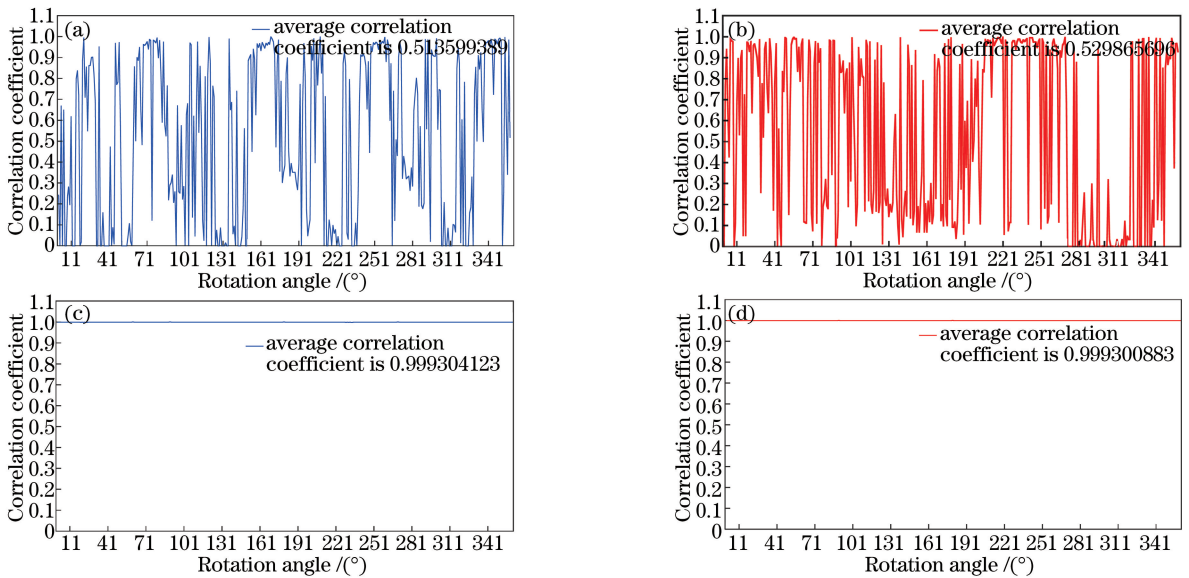 (a)
average correlation
coefficient is 0.513599389
Correlation coefficient
1.1
1.0
0.9
0.8
0.7
0.6
0.5
0.4
0.3
0.2
0.1
0
11 41 71 101 131 161 191 221 251 281 311 341
Rotation angle /(°)
(b)
average correlation
coefficient is 0.529865696
Correlation coefficient
1.1
1.0
0.9
0.8
0.7
0.6
0.5
0.4
0.3
0.2
0.1
0
11 41 71 101 131 161 191 221 251 281 311 341
Rotation angle /(°)
(c)
average correlation
coefficient is 0.999304123
Correlation coefficient
1.1
1.0
0.9
0.8
0.7
0.6
0.5
0.4
0.3
0.2
0.1
0
11 41 71 101 131 161 191 221 251 281 311 341
Rotation angle /(°)
(d)
average correlation
coefficient is 0.999300883
Correlation coefficient
1.1
1.0
0.9
0.8
0.7
0.6
0.5
0.4
0.3
0.2
0.1
0
11 41 71 101 131 161 191 221 251 281 311 341
Rotation angle /(°)